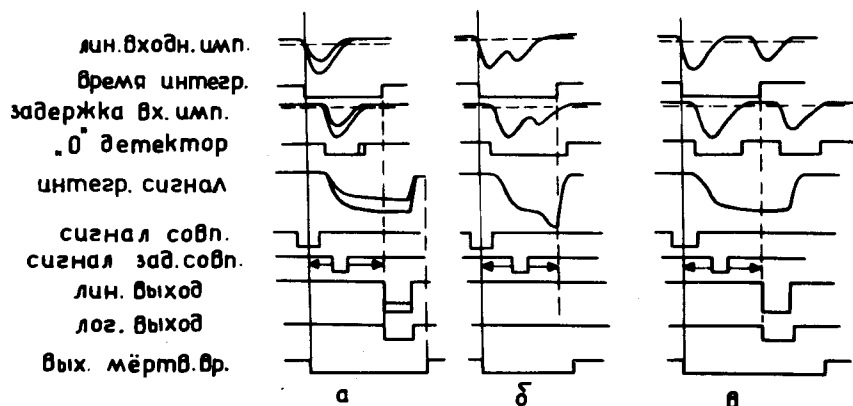 лин.входн.имп.
время интегр.
задержка вх.имп.
"0" детектор
интегр. сигнал
сигнал совп.
сигнал зад.совп.
лин. выход
лог. выход
вых. мёртв.вр.
а б в